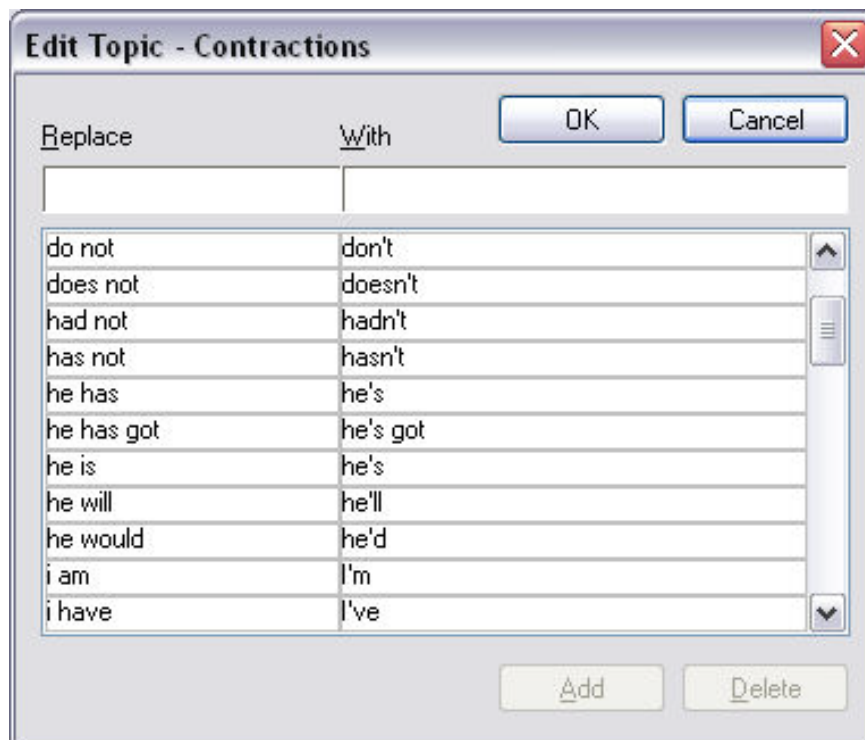 Edit Topic - Contractions
OK Cancel
Replace With
do not don't
does not doesn't
had not hadn't
has not hasn't
he has he's
he has got he's got
he is he's
he will he'll
he would he'd
i am I'm
i have I've
Add Delete